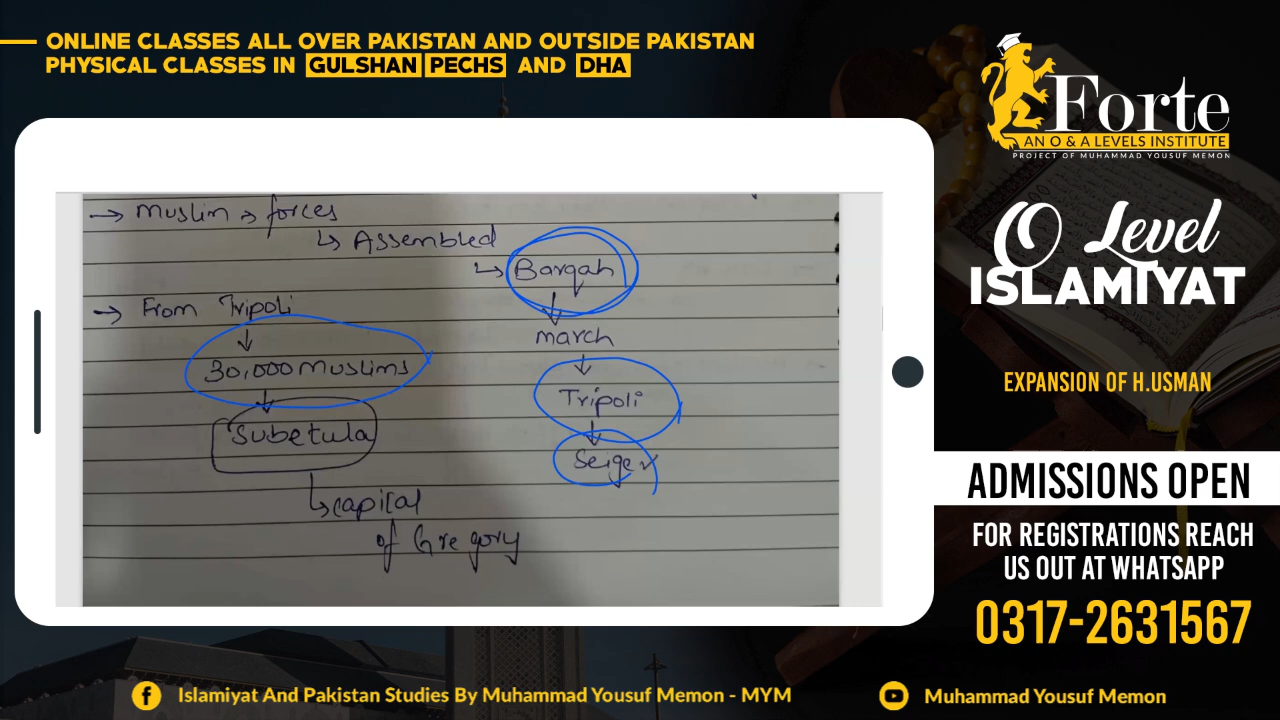 ONLINE CLASSES ALL OVER PAKISTAN AND OUTSIDE PAKISTAN
PHYSICAL CLASSES IN GULSHAN PECHS AND DHA
Forte
AN O & A LEVELS INSTITUTE
PROJECT OF MUHAMMAD YOUSUF MEMON
→ Muslim → forces
↳ Assembled
↳ Barqah
↓
march
↓
Tripoli
↓
Seige ✓
→ From Tripoli
↓
30,000 Muslims
↓
Subetula
↳ capital
of Gregory
O Level
ISLAMIYAT
EXPANSION OF H.USMAN
ADMISSIONS OPEN
FOR REGISTRATIONS REACH
US OUT AT WHATSAPP
0317-2631567
Islamiyat And Pakistan Studies By Muhammad Yousuf Memon - MYM
Muhammad Yousuf Memon